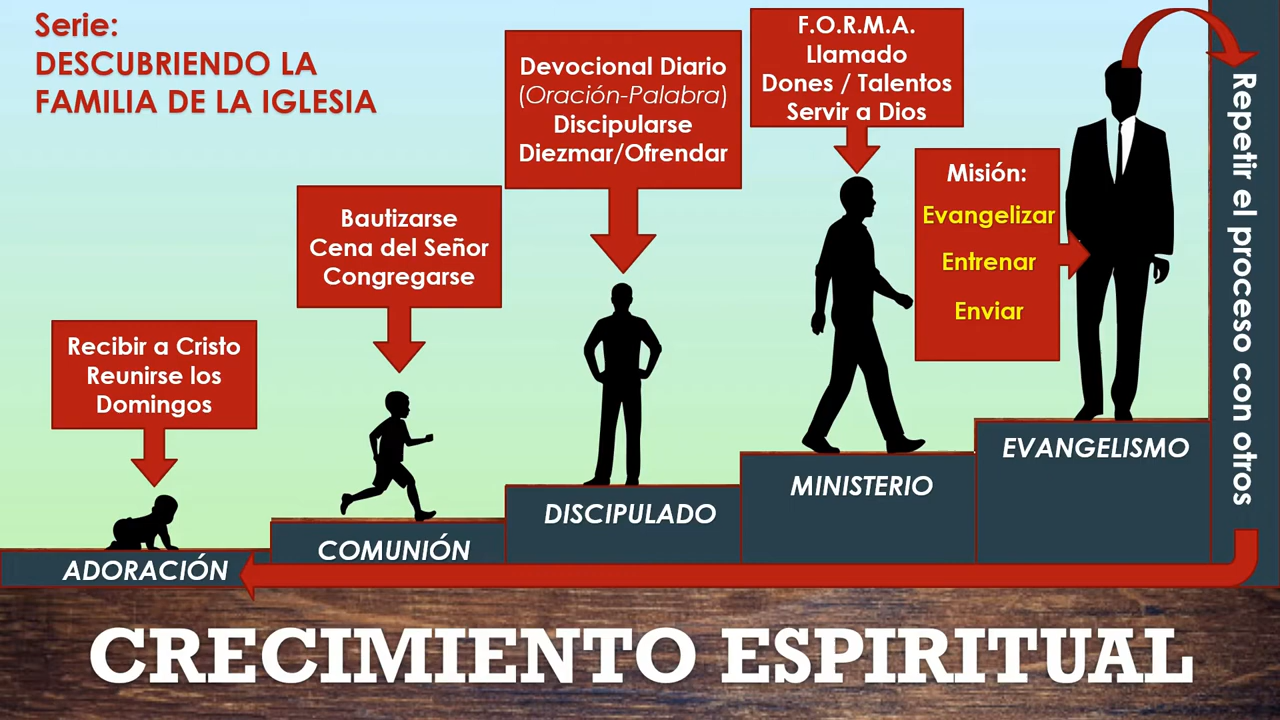 Serie:
DESCUBRIENDO LA
FAMILIA DE LA IGLESIA
Recibir a Cristo
Reunirse los
Domingos
Bautizarse
Cena del Señor
Congregarse
Devocional Diario
(Oración-Palabra)
Discipularse
Diezmar/Ofrendar
F.O.R.M.A.
Llamado
Dones / Talentos
Servir a Dios
Misión:
Evangelizar
Entrenar
Enviar
Repetir el proceso con otros
ADORACIÓN
COMUNIÓN
DISCIPULADO
MINISTERIO
EVANGELISMO
CRECIMIENTO ESPIRITUAL